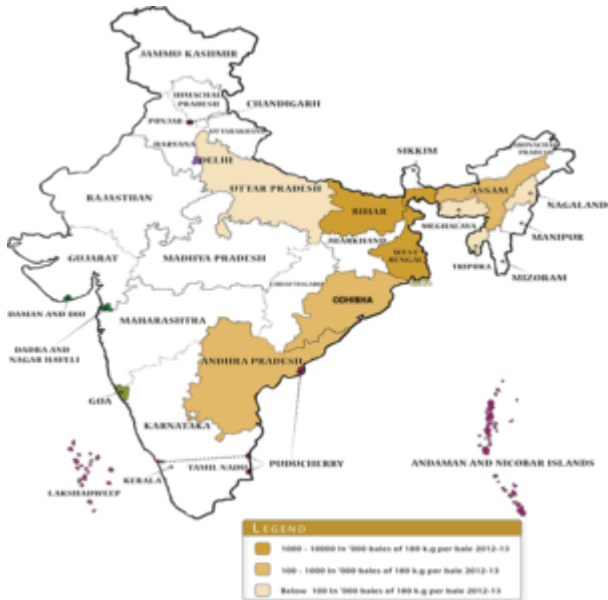 JAMMU-KASHMIR
HIMACHAL
PRADESH
CHANDIGARH
PUNJAB
UTTARAKHAND
HARYANA
DELHI
SIKKIM
ARUNACHAL
PRADESH
ASSAM
UTTAR PRADESH
RAJASTHAN
BIHAR
NAGALAND
MEGHALAYA
MANIPUR
JHARKHAND
WEST
BENGAL
GUJARAT
MADHYA PRADESH
TRIPURA
MIZORAM
CHHATTISGARH
ODHISHA
DAMAN AND DIU
MAHARASHTRA
DADRA AND
NAGAR HAVELI
ANDHRA PRADESH
GOA
KARNATAKA
PUDUCHERRY
ANDAMAN AND NICOBAR ISLANDS
TAMIL NADU
KERALA
LAKSHADWEEP
LEGEND
1000 - 10000 In '000 bales of 180 k.g per bale 2012-13
100 - 1000 In '000 bales of 180 k.g per bale 2012-13
Below 100 In '000 bales of 180 k.g per bale 2012-13